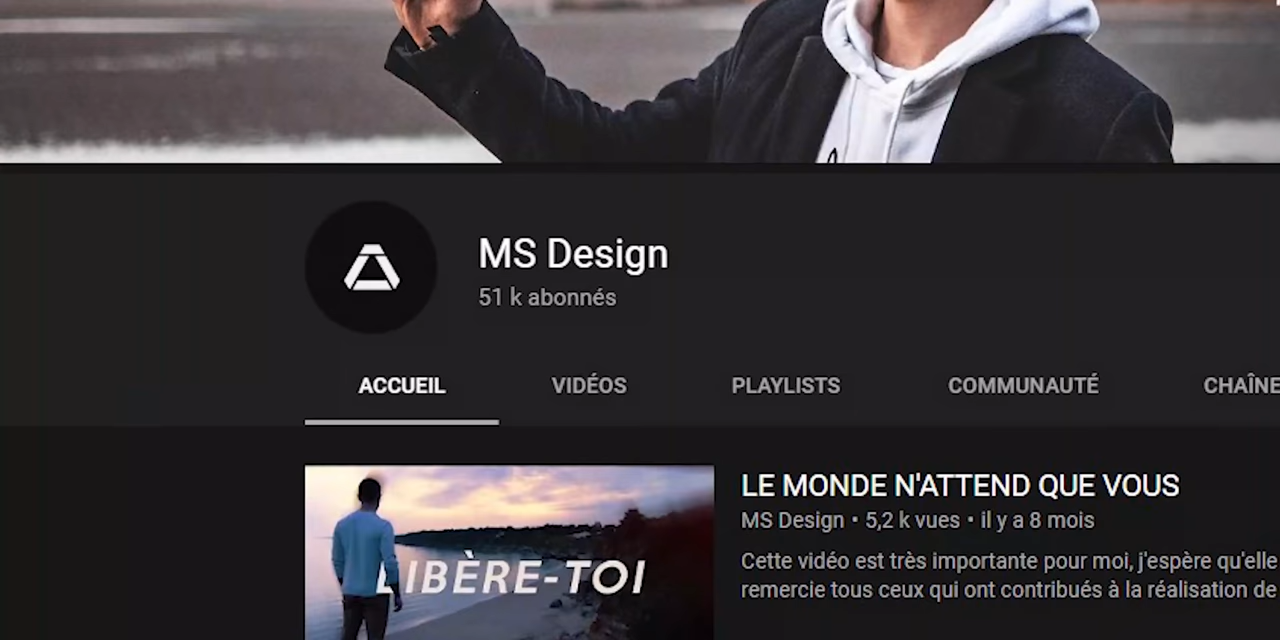 MS Design
51 k abonnés
ACCUEIL VIDÉOS PLAYLISTS COMMUNAUTÉ CHAÎNE
LIBÈRE-TOI
LE MONDE N'ATTEND QUE VOUS
MS Design • 5,2 k vues • il y a 8 mois
Cette vidéo est très importante pour moi, j'espère qu'elle
remercie tous ceux qui ont contribués à la réalisation de